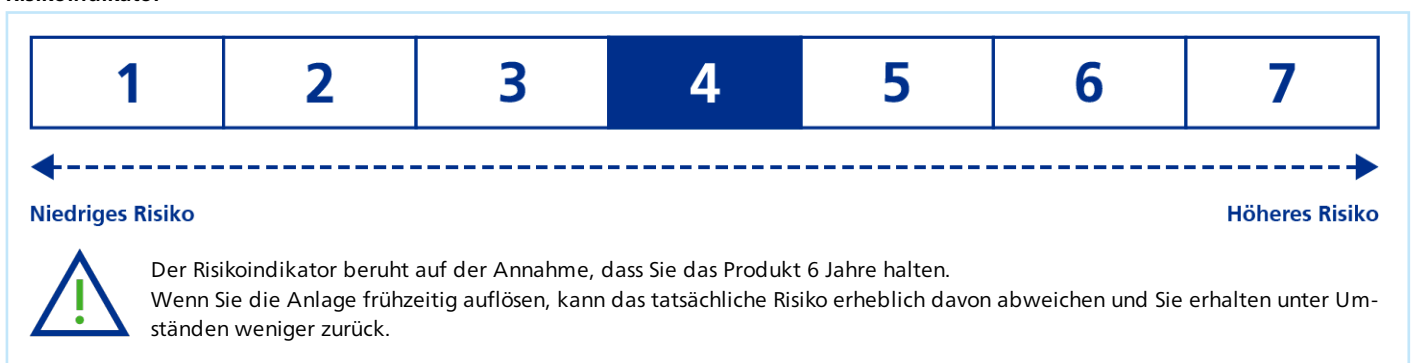 Risikoindikator
1 2 3 4 5 6 7
Niedriges Risiko Höheres Risiko
Der Risikoindikator beruht auf der Annahme, dass Sie das Produkt 6 Jahre halten.
Wenn Sie die Anlage frühzeitig auflösen, kann das tatsächliche Risiko erheblich davon abweichen und Sie erhalten unter Um-
ständen weniger zurück.